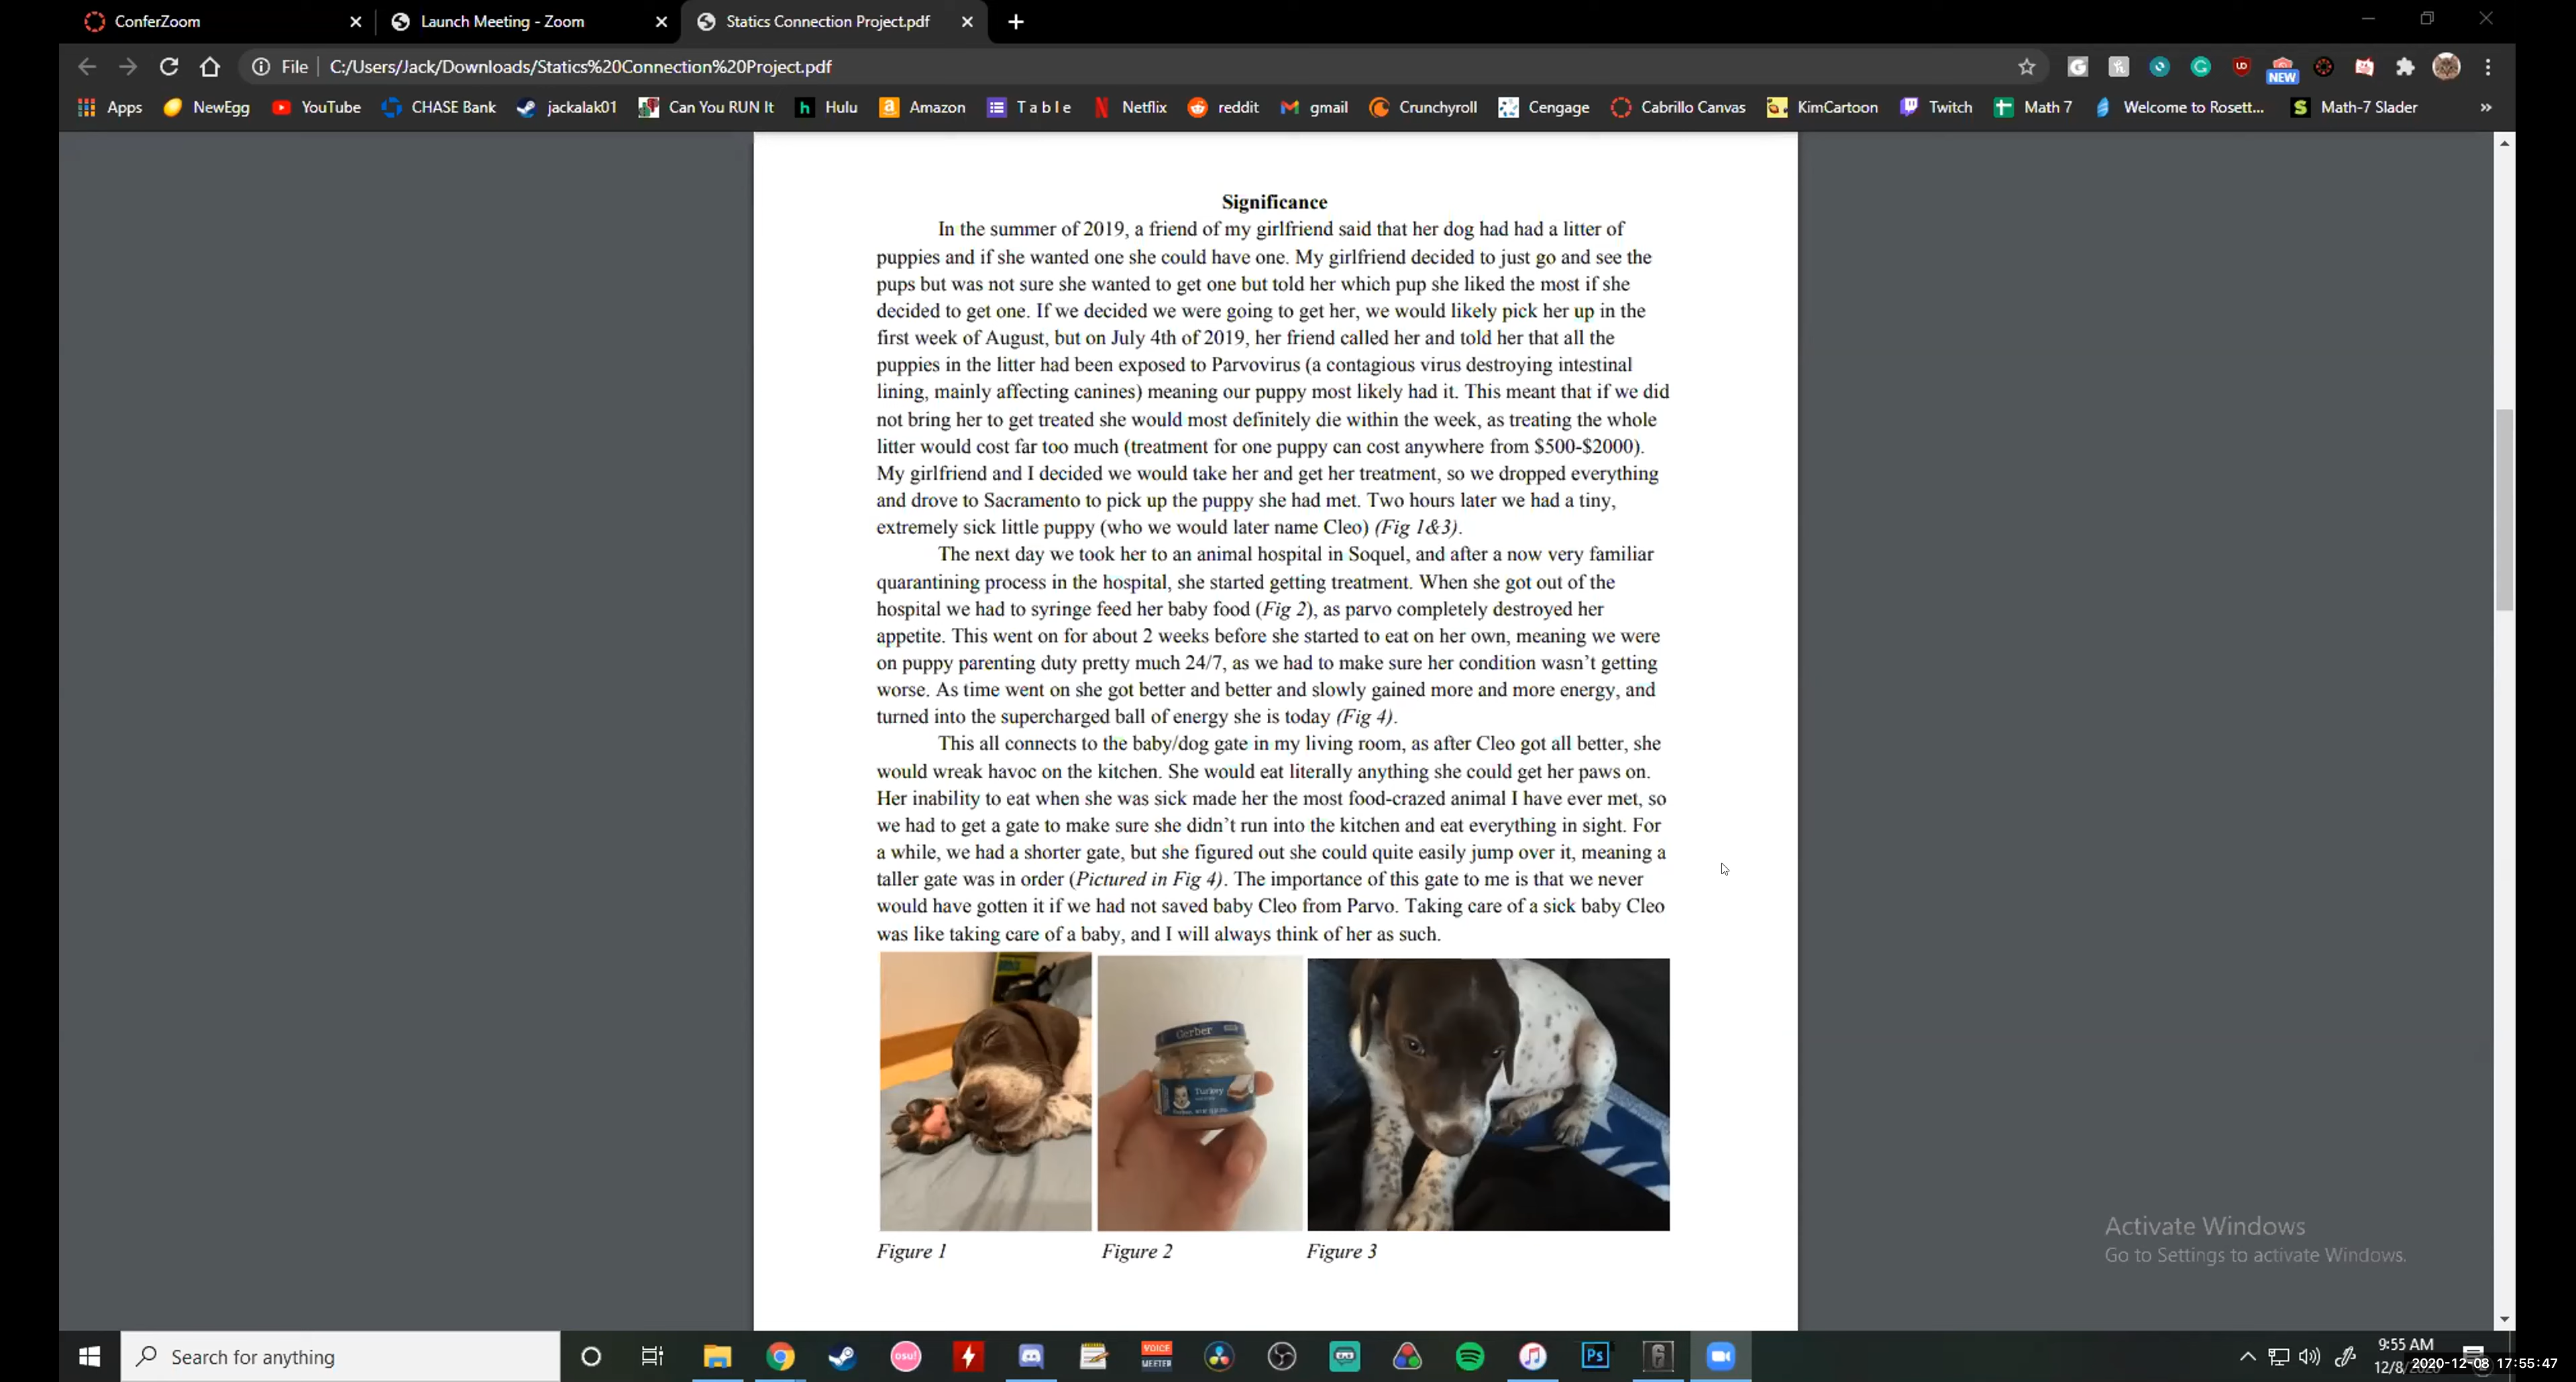 ConferZoom
Launch Meeting - Zoom
Statics Connection Project.pdf
File C:/Users/Jack/Downloads/Statics%20Connection%20Project.pdf
NEW
Apps NewEgg YouTube CHASE Bank jackalak01 Can You RUN It Hulu Amazon T a b l e Netflix reddit gmail Crunchyroll Cengage Cabrillo Canvas KimCartoon Twitch Math 7 Welcome to Rosett... Math-7 Slader »
Significance
In the summer of 2019, a friend of my girlfriend said that her dog had had a litter of
puppies and if she wanted one she could have one. My girlfriend decided to just go and see the
pups but was not sure she wanted to get one but told her which pup she liked the most if she
decided to get one. If we decided we were going to get her, we would likely pick her up in the
first week of August, but on July 4th of 2019, her friend called her and told her that all the
puppies in the litter had been exposed to Parvovirus (a contagious virus destroying intestinal
lining, mainly affecting canines) meaning our puppy most likely had it. This meant that if we did
not bring her to get treated she would most definitely die within the week, as treating the whole
litter would cost far too much (treatment for one puppy can cost anywhere from $500-$2000).
My girlfriend and I decided we would take her and get her treatment, so we dropped everything
and drove to Sacramento to pick up the puppy she had met. Two hours later we had a tiny,
extremely sick little puppy (who we would later name Cleo) (Fig 1&3).
The next day we took her to an animal hospital in Soquel, and after a now very familiar
quarantining process in the hospital, she started getting treatment. When she got out of the
hospital we had to syringe feed her baby food (Fig 2), as parvo completely destroyed her
appetite. This went on for about 2 weeks before she started to eat on her own, meaning we were
on puppy parenting duty pretty much 24/7, as we had to make sure her condition wasn't getting
worse. As time went on she got better and better and slowly gained more and more energy, and
turned into the supercharged ball of energy she is today (Fig 4).
This all connects to the baby/dog gate in my living room, as after Cleo got all better, she
would wreak havoc on the kitchen. She would eat literally anything she could get her paws on.
Her inability to eat when she was sick made her the most food-crazed animal I have ever met, so
we had to get a gate to make sure she didn't run into the kitchen and eat everything in sight. For
a while, we had a shorter gate, but she figured out she could quite easily jump over it, meaning a
taller gate was in order (Pictured in Fig 4). The importance of this gate to me is that we never
would have gotten it if we had not saved baby Cleo from Parvo. Taking care of a sick baby Cleo
was like taking care of a baby, and I will always think of her as such.
Gerber
Turkey
Figure 1 Figure 2 Figure 3
Activate Windows
Go to Settings to activate Windows.
Search for anything
osu!
VOICE
MEETER
Ps
9:55 AM
12/8/
2020-12-08 17:55:47